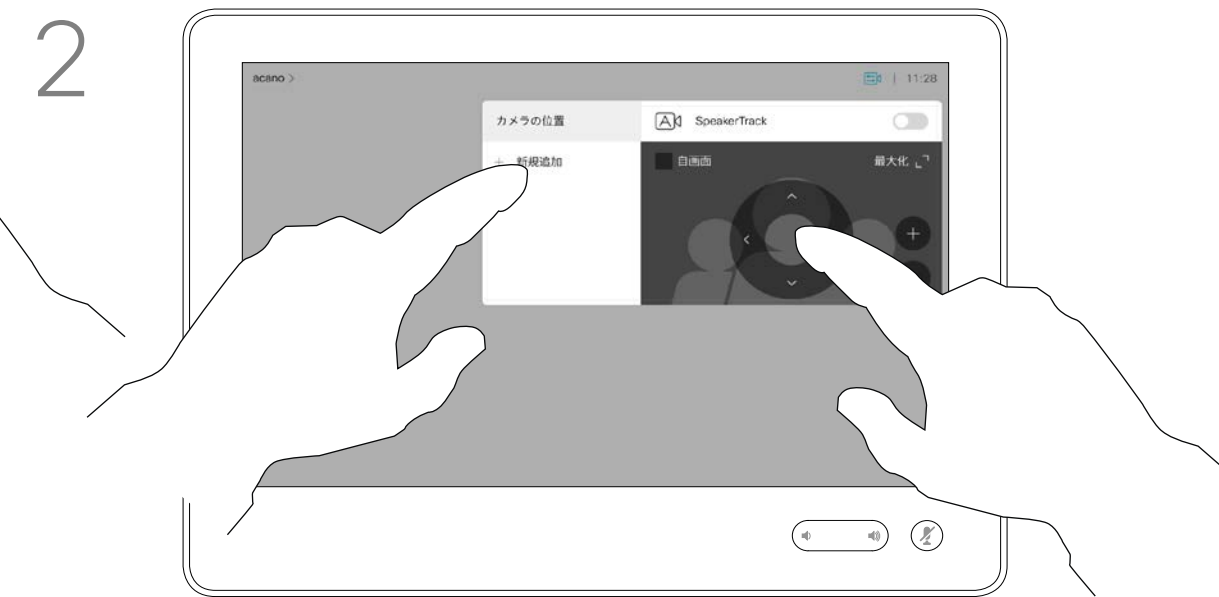 2
acano >
11:28
カメラの位置
SpeakerTrack
+ 新規追加
自画面
最大化